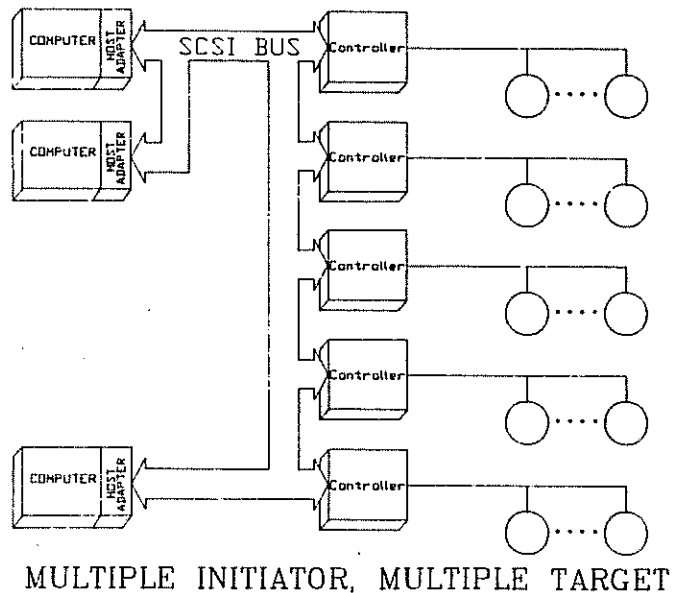 COMPUTER
HOST ADAPTER
SCSI BUS
Controller
COMPUTER
HOST ADAPTER
Controller
Controller
Controller
COMPUTER
HOST ADAPTER
Controller
MULTIPLE INITIATOR, MULTIPLE TARGET